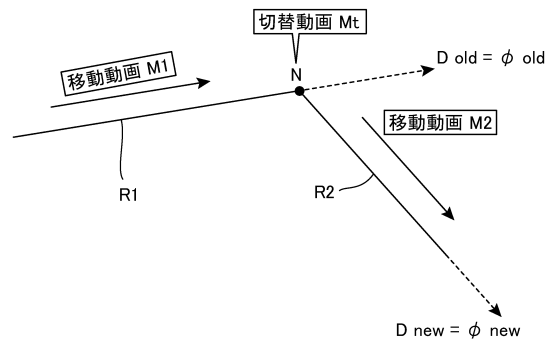 切替動画 Mt
移動動画 M1
N
D old = φ old
移動動画 M2
R1
R2
D new = φ new